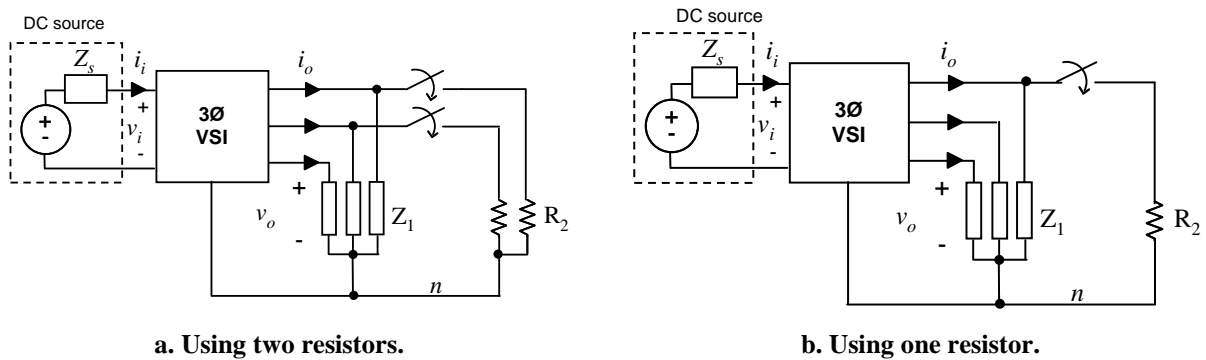 DC source
Z_s
i_i
+
v_i
-
+
-
3Ø
VSI
i_o
+
v_o
-
Z_1
R_2
n
a. Using two resistors.
DC source
Z_s
i_i
+
v_i
-
+
-
3Ø
VSI
i_o
+
v_o
-
Z_1
R_2
n
b. Using one resistor.